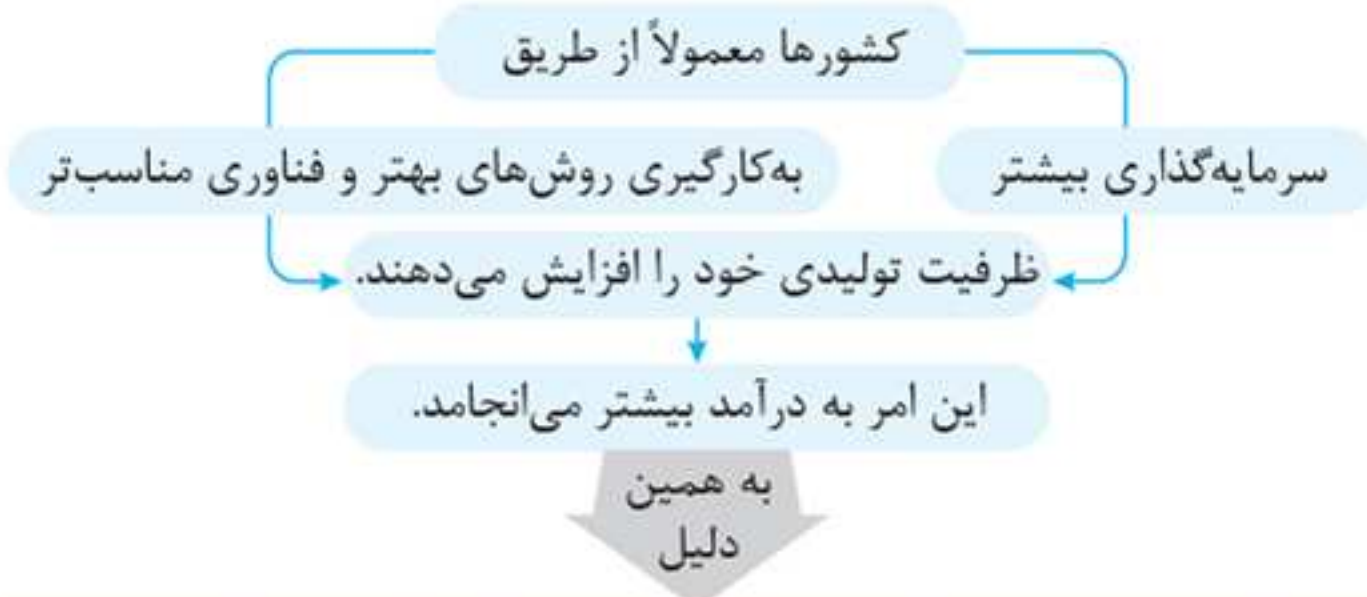 کشورها معمولاً از طریق
سرمایه‌گذاری بیشتر
به‌کارگیری روش‌های بهتر و فناوری مناسب‌تر
ظرفیت تولیدی خود را افزایش می‌دهند.
این امر به درآمد بیشتر می‌انجامد.
به همین
دلیل